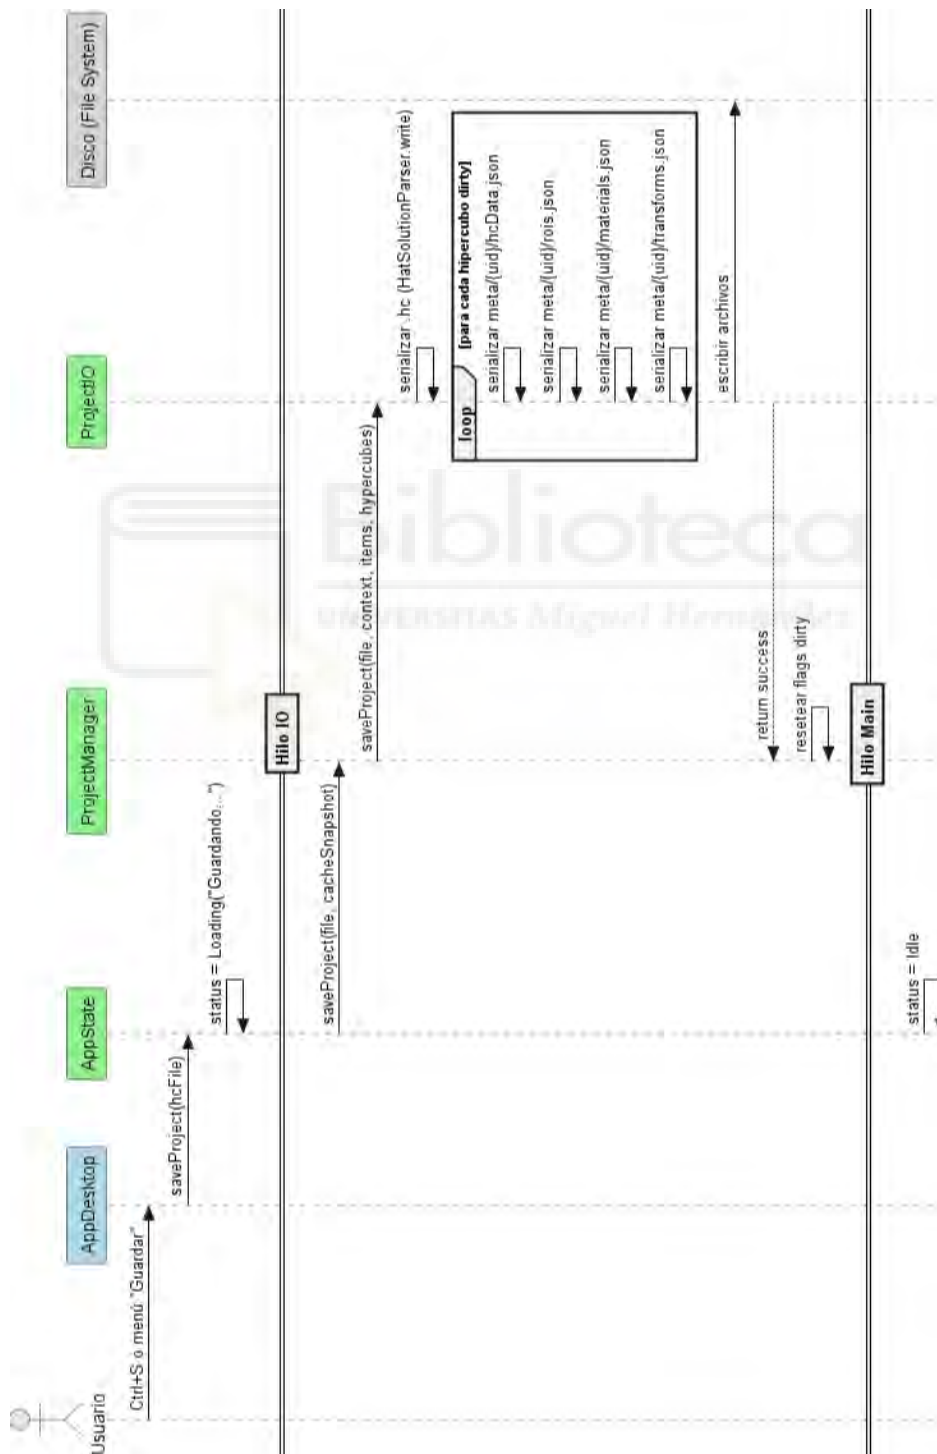 Usuario
AppDesktop
AppState
ProjectManager
ProjectIO
Disco (File System)
Ctrl+S o menú "Guardar"
saveProject(hcFile)
status = Loading("Guardando...")
Hilo IO
saveProject(file, cacheSnapshot)
saveProject(file, context, items, hypercubes)
serializar .hc (HatSolutionParser.write)
loop
[para cada hipercubo dirty]
serializar meta/{uid}/hcData.json
serializar meta/{uid}/rois.json
serializar meta/{uid}/materials.json
serializar meta/{uid}/transforms.json
escribir archivos
return success
resetear flags dirty
Hilo Main
status = Idle
Biblioteca
UNIVERSITAS Miguel Hernández